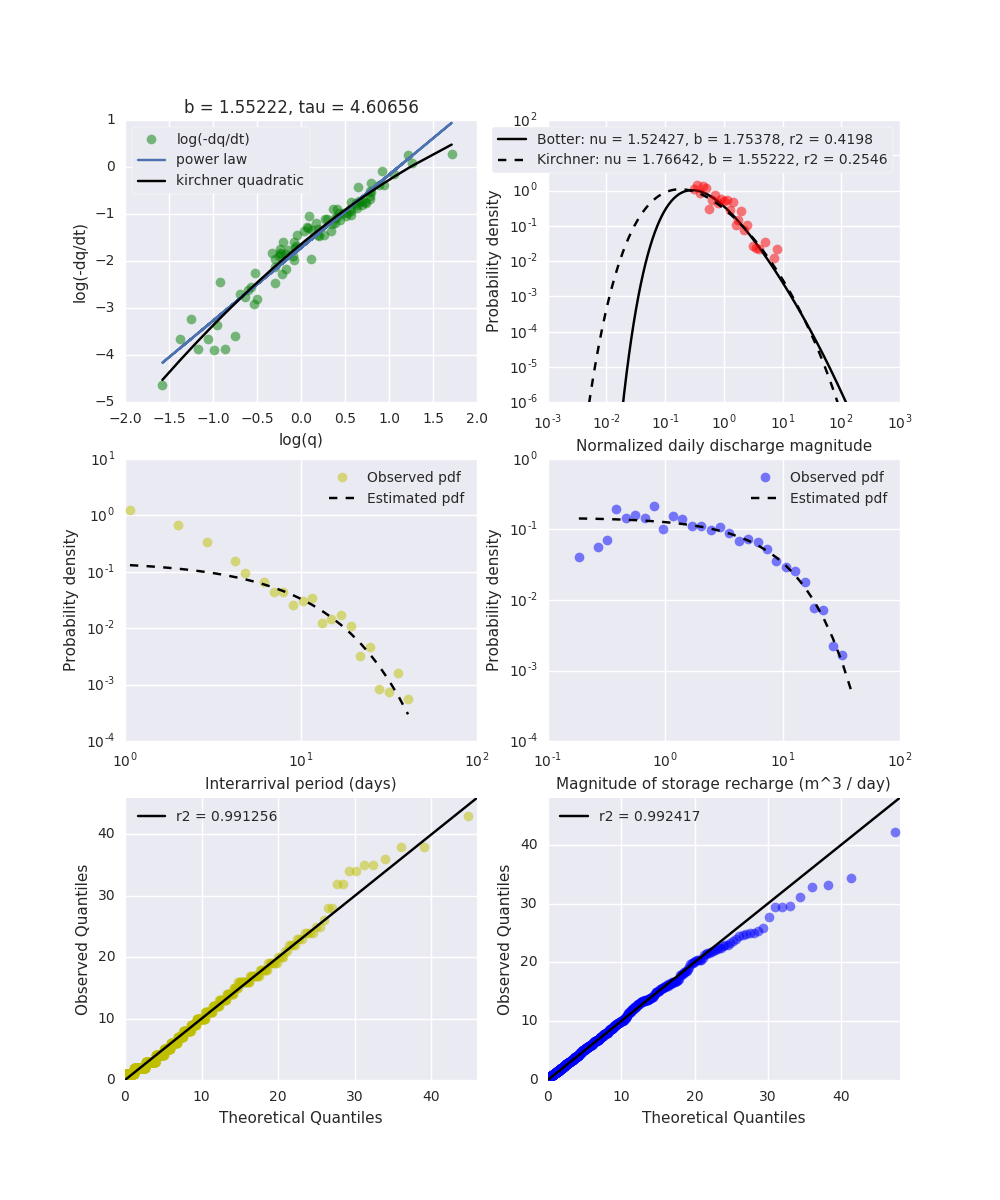 b = 1.55222, tau = 4.60656
log(-dq/dt)
power law
kirchner quadratic
1
0
−1
−2
−3
−4
−5
−2.0 −1.5 −1.0 −0.5 0.0 0.5 1.0 1.5 2.0
log(-dq/dt)
log(q)
Botter: nu = 1.52427, b = 1.75378, r2 = 0.4198
Kirchner: nu = 1.76642, b = 1.55222, r2 = 0.2546
10^2
10^0
10^-1
10^-2
10^-3
10^-4
10^-5
10^-6
10^-3 10^-2 10^-1 10^0 10^1 10^2 10^3
Probability density
Normalized daily discharge magnitude
Observed pdf
Estimated pdf
10^1
10^0
10^-1
10^-2
10^-3
10^-4
10^0 10^1 10^2
Probability density
Interarrival period (days)
Observed pdf
Estimated pdf
10^0
10^-1
10^-2
10^-3
10^-4
10^-1 10^0 10^1 10^2
Probability density
Magnitude of storage recharge (m^3 / day)
r2 = 0.991256
40
30
20
10
0
0 10 20 30 40
Observed Quantiles
Theoretical Quantiles
r2 = 0.992417
40
30
20
10
0
0 10 20 30 40
Observed Quantiles
Theoretical Quantiles